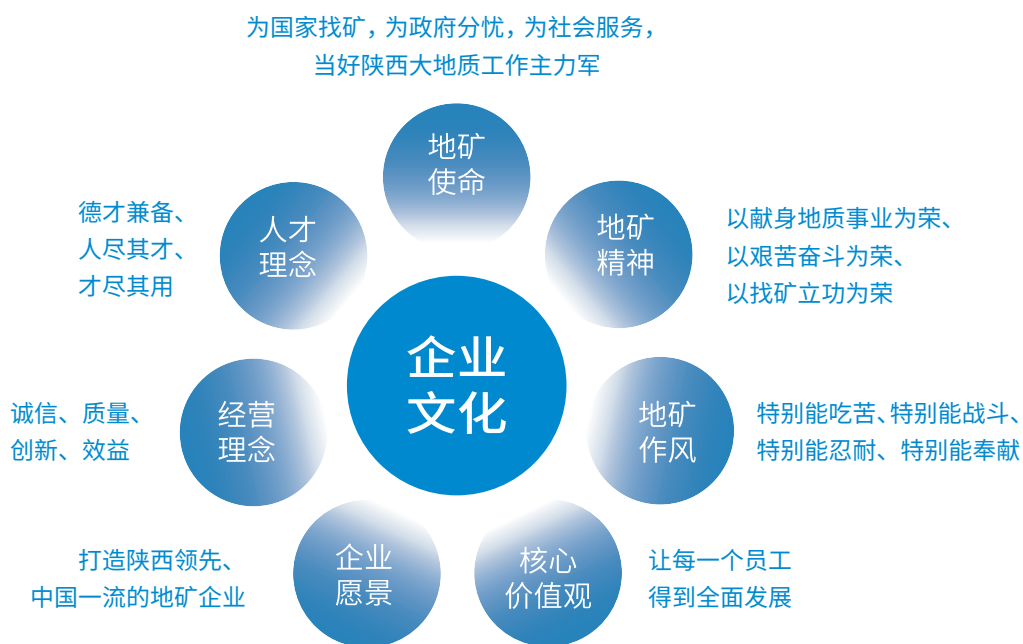 为国家找矿，为政府分忧，为社会服务，
当好陕西大地质工作主力军
地矿
使命
地矿
精神
以献身地质事业为荣、
以艰苦奋斗为荣、
以找矿立功为荣
地矿
作风
特别能吃苦、特别能战斗、
特别能忍耐、特别能奉献
核心
价值观
让每一个员工
得到全面发展
企业
愿景
打造陕西领先、
中国一流的地矿企业
经营
理念
诚信、质量、
创新、效益
人才
理念
德才兼备、
人尽其才、
才尽其用
企业
文化